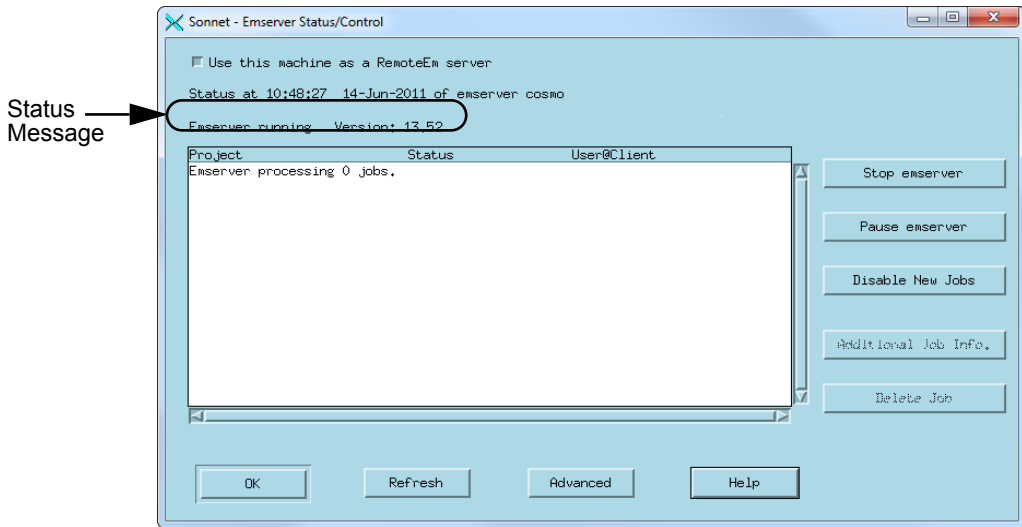 Sonnet - Emserver Status/Control
Use this machine as a RemoteEm server
Status at 10:48:27 14-Jun-2011 of emserver cosmo
Status
Message
Emserver running Version: 13.52
Project Status User@Client
Emserver processing 0 jobs.
Stop emserver
Pause emserver
Disable New Jobs
Additional Job Info.
Delete Job
OK Refresh Advanced Help